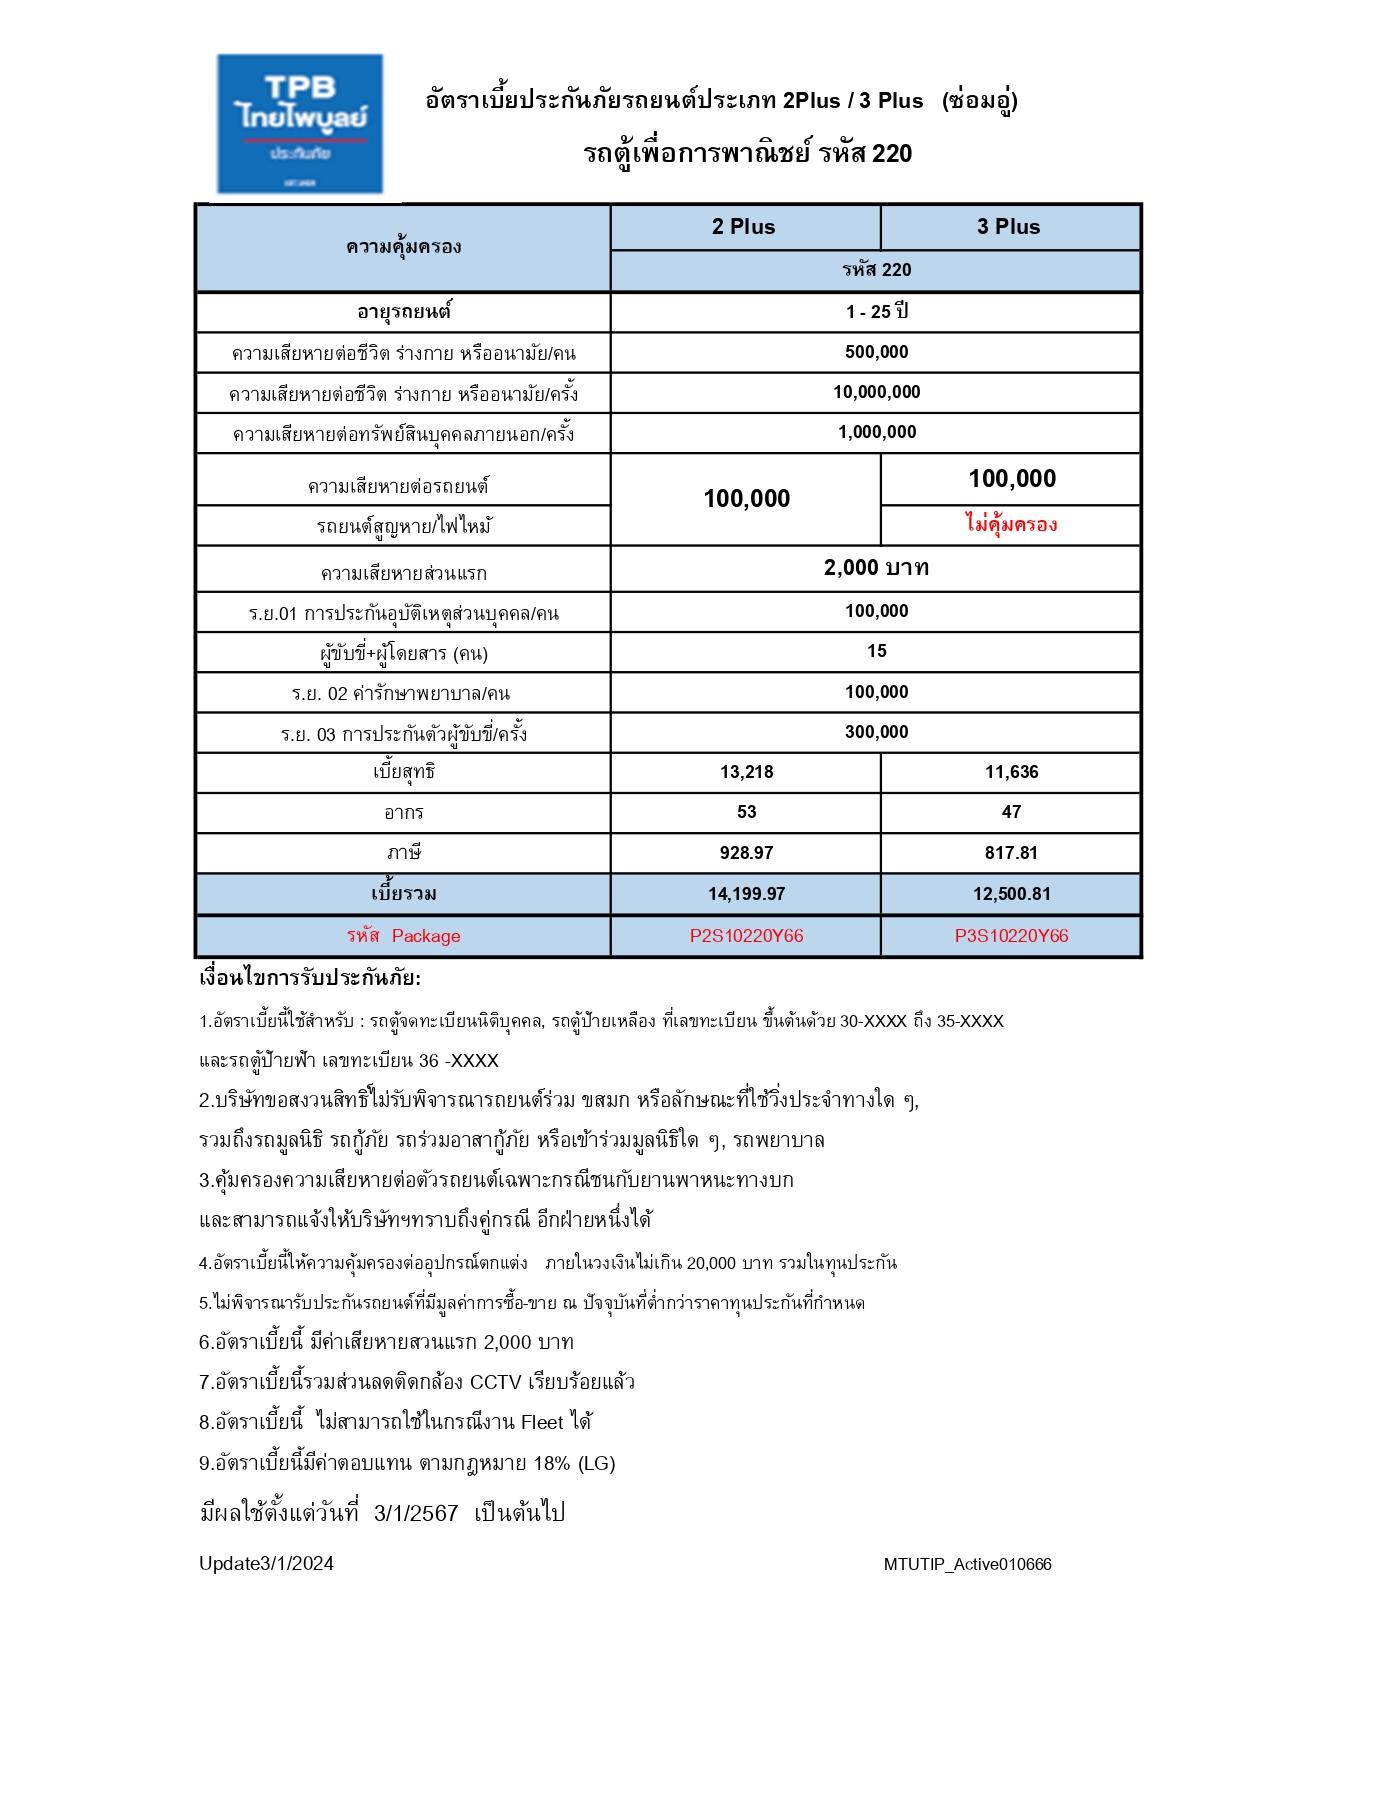 TPB
ไทยไพบูลย์
ประกันภัย
อัตราเบี้ยประกันภัยรถยนต์ประเภท 2Plus / 3 Plus (ซ่อมอู่)
รถตู้เพื่อการพาณิชย์ รหัส 220
ความคุ้มครอง 2 Plus 3 Plus
รหัส 220
อายุรถยนต์ 1 - 25 ปี
ความเสียหายต่อชีวิต ร่างกาย หรืออนามัย/คน 500,000
ความเสียหายต่อชีวิต ร่างกาย หรืออนามัย/ครั้ง 10,000,000
ความเสียหายต่อทรัพย์สินบุคคลภายนอก/ครั้ง 1,000,000
ความเสียหายต่อรถยนต์ 100,000 100,000
รถยนต์สูญหาย/ไฟไหม้ ไม่คุ้มครอง
ความเสียหายส่วนแรก 2,000 บาท
ร.ย.01 การประกันอุบัติเหตุส่วนบุคคล/คน 100,000
ผู้ขับขี่+ผู้โดยสาร (คน) 15
ร.ย. 02 ค่ารักษาพยาบาล/คน 100,000
ร.ย. 03 การประกันตัวผู้ขับขี่/ครั้ง 300,000
เบี้ยสุทธิ 13,218 11,636
อากร 53 47
ภาษี 928.97 817.81
เบี้ยรวม 14,199.97 12,500.81
รหัส Package P2S10220Y66 P3S10220Y66
เงื่อนไขการรับประกันภัย:
1.อัตราเบี้ยนี้ใช้สำหรับ : รถตู้จดทะเบียนนิติบุคคล, รถตู้ป้ายเหลือง ที่เลขทะเบียน ขึ้นต้นด้วย 30-XXXX ถึง 35-XXXX
และรถตู้ป้ายฟ้า เลขทะเบียน 36 -XXXX
2.บริษัทขอสงวนสิทธิ์ไม่รับพิจารณารถยนต์ร่วม ขสมก หรือลักษณะที่ใช้วิ่งประจำทางใด ๆ,
รวมถึงรถมูลนิธิ รถกู้ภัย รถร่วมอาสากู้ภัย หรือเข้าร่วมมูลนิธิใด ๆ, รถพยาบาล
3.คุ้มครองความเสียหายต่อตัวรถยนต์เฉพาะกรณีชนกับยานพาหนะทางบก
และสามารถแจ้งให้บริษัทฯทราบถึงคู่กรณี อีกฝ่ายหนึ่งได้
4.อัตราเบี้ยนี้ให้ความคุ้มครองต่ออุปกรณ์ตกแต่ง ภายในวงเงินไม่เกิน 20,000 บาท รวมในทุนประกัน
5.ไม่พิจารณารับประกันรถยนต์ที่มีมูลค่าการซื้อ-ขาย ณ ปัจจุบันที่ต่ำกว่าราคาทุนประกันที่กำหนด
6.อัตราเบี้ยนี้ มีค่าเสียหายสวนแรก 2,000 บาท
7.อัตราเบี้ยนี้รวมส่วนลดติดกล้อง CCTV เรียบร้อยแล้ว
8.อัตราเบี้ยนี้ ไม่สามารถใช้ในกรณีงาน Fleet ได้
9.อัตราเบี้ยนี้มีค่าตอบแทน ตามกฎหมาย 18% (LG)
มีผลใช้ตั้งแต่วันที่ 3/1/2567 เป็นต้นไป
Update3/1/2024 MTUTIP_Active010666